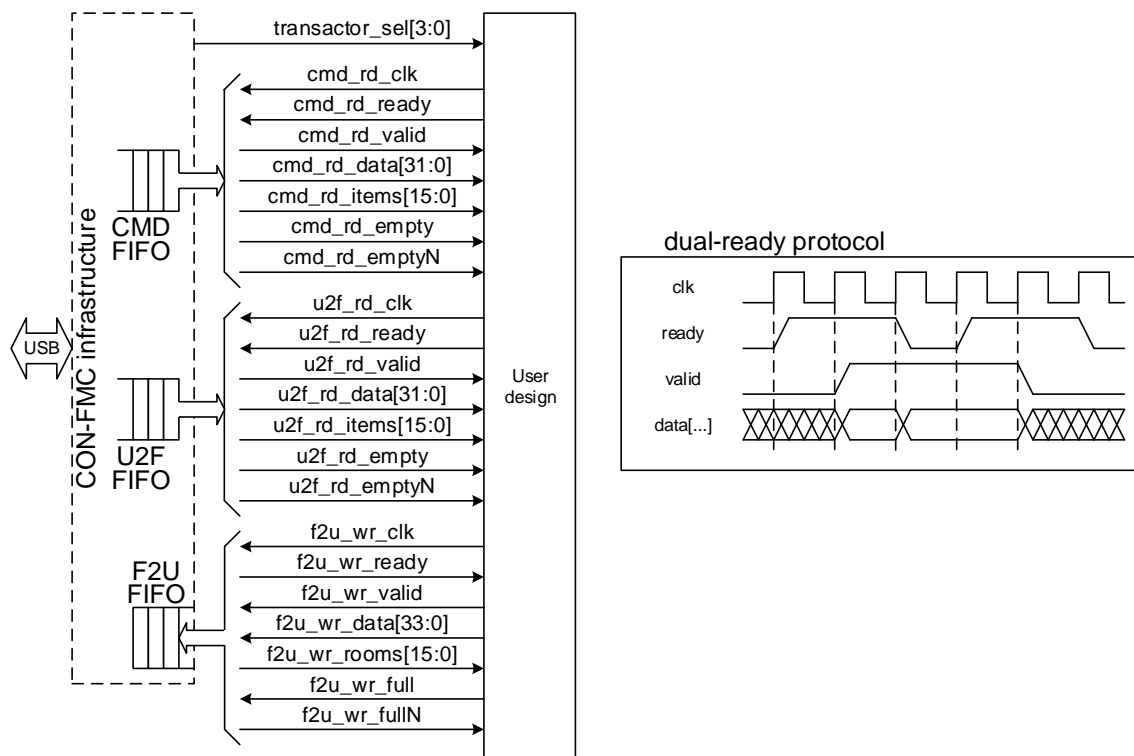 transactor_sel[3:0]
cmd_rd_clk
cmd_rd_ready
cmd_rd_valid
cmd_rd_data[31:0]
cmd_rd_items[15:0]
cmd_rd_empty
cmd_rd_emptyN
CMD
FIFO
CON-FMC infrastructure
USB
u2f_rd_clk
u2f_rd_ready
u2f_rd_valid
u2f_rd_data[31:0]
u2f_rd_items[15:0]
u2f_rd_empty
u2f_rd_emptyN
U2F
FIFO
f2u_wr_clk
f2u_wr_ready
f2u_wr_valid
f2u_wr_data[33:0]
f2u_wr_rooms[15:0]
f2u_wr_full
f2u_wr_fullN
F2U
FIFO
User
design
dual-ready protocol
clk
ready
valid
data[...]